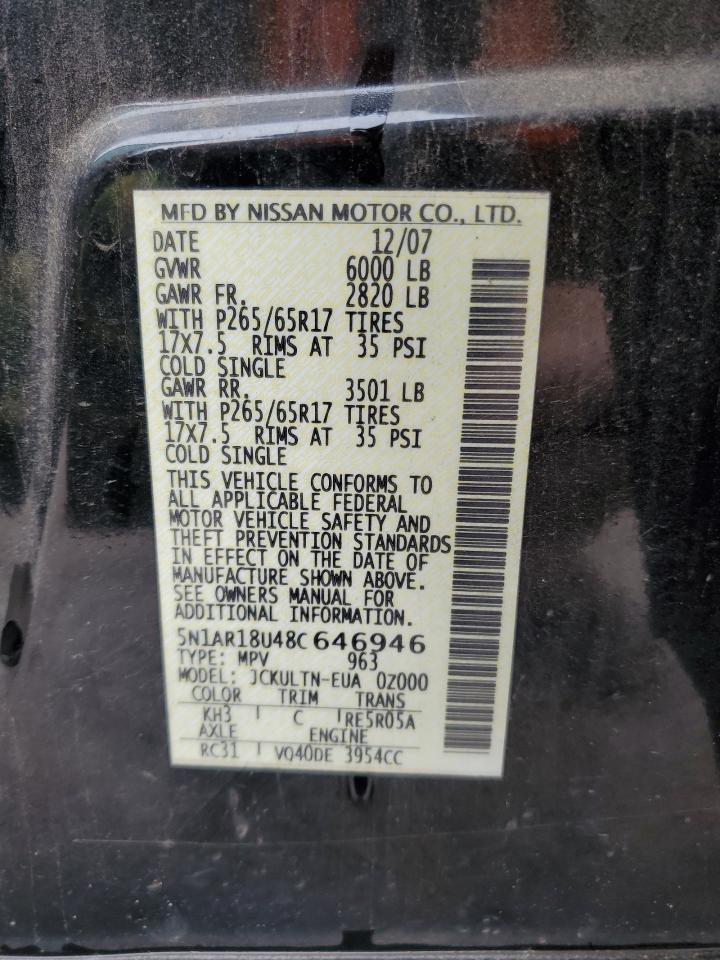 MFD BY NISSAN MOTOR CO., LTD.
DATE 12/07
GVWR 6000 LB
GAWR FR. 2820 LB
WITH P265/65R17 TIRES
17X7.5 RIMS AT 35 PSI
COLD SINGLE
GAWR RR. 3501 LB
WITH P265/65R17 TIRES
17X7.5 RIMS AT 35 PSI
COLD SINGLE
THIS VEHICLE CONFORMS TO
ALL APPLICABLE FEDERAL
MOTOR VEHICLE SAFETY AND
THEFT PREVENTION STANDARDS
IN EFFECT ON THE DATE OF
MANUFACTURE SHOWN ABOVE.
SEE OWNERS MANUAL FOR
ADDITIONAL INFORMATION.
5N1AR18U48C646946
TYPE: MPV 963
MODEL: JCKULTN-EUA 0Z000
COLOR TRIM TRANS
KH3 C RE5R05A
AXLE ENGINE
RC31 VQ40DE 3954CC